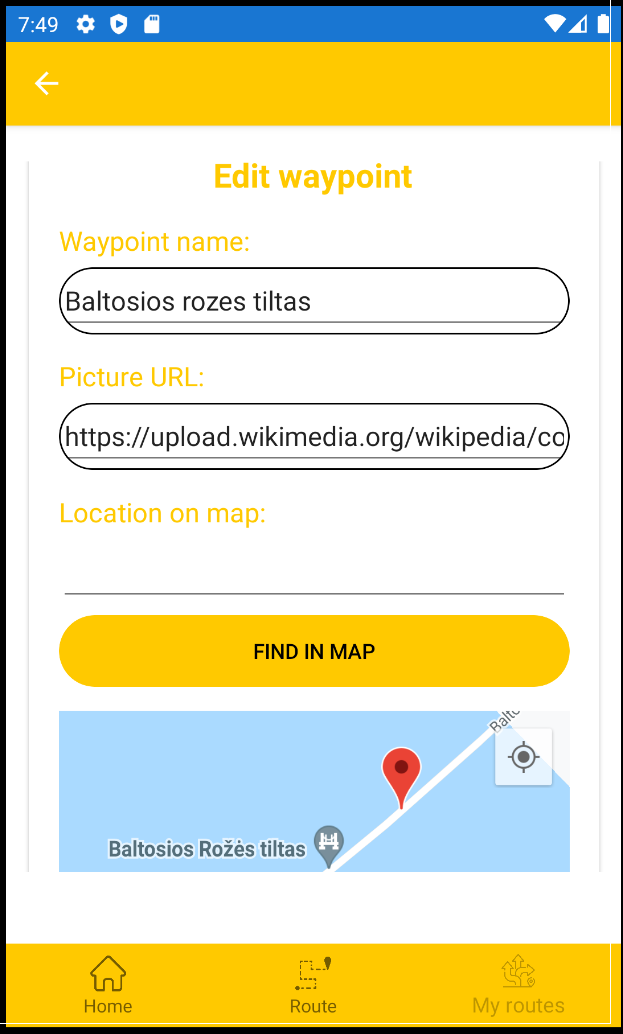 7:49
Edit waypoint
Waypoint name:
Baltosios rozes tiltas
Picture URL:
https://upload.wikimedia.org/wikipedia/co
Location on map:
FIND IN MAP
Balto
Baltosios Rožės tiltas
Home
Route
My routes